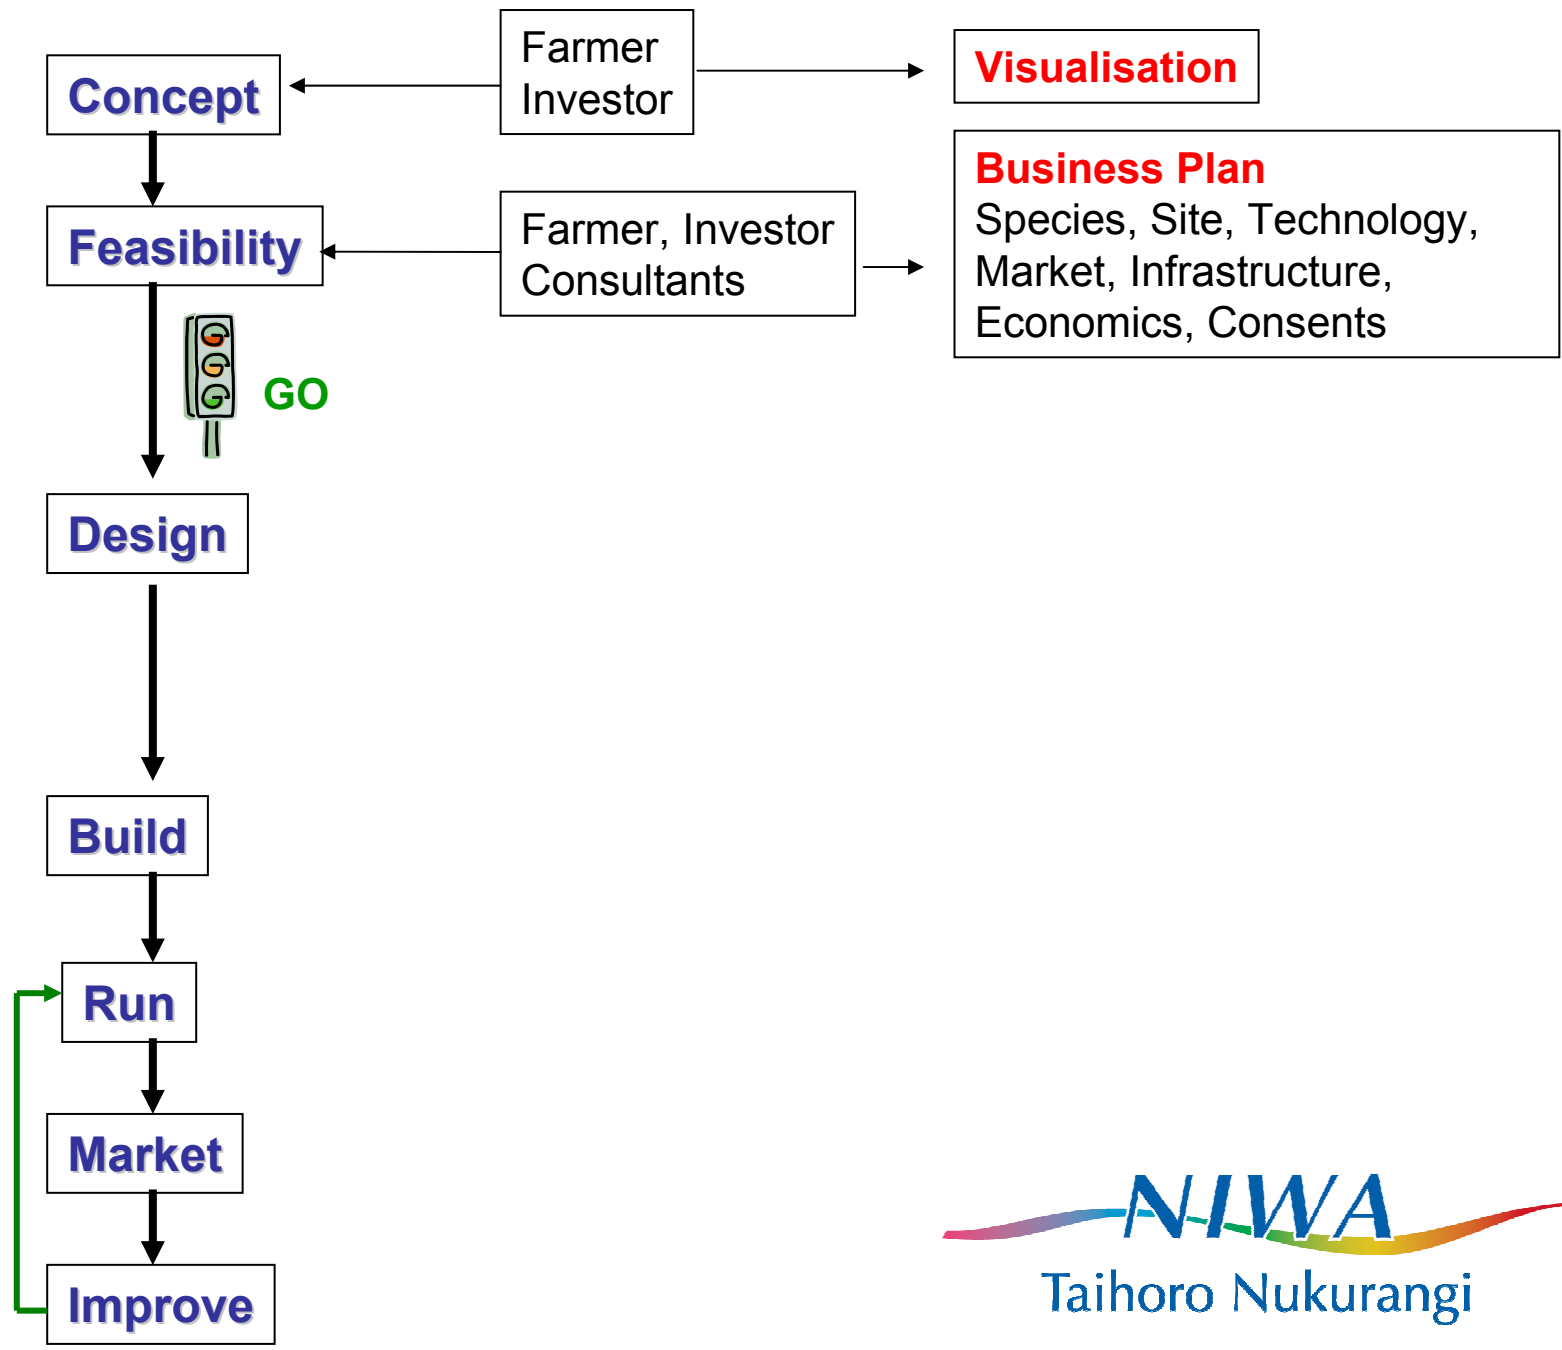 Concept
Farmer
Investor
Visualisation
Feasibility
Farmer, Investor
Consultants
Business Plan
Species, Site, Technology,
Market, Infrastructure,
Economics, Consents
GO
Design
Build
Run
Market
Improve
NIWA
Taihoro Nukurangi